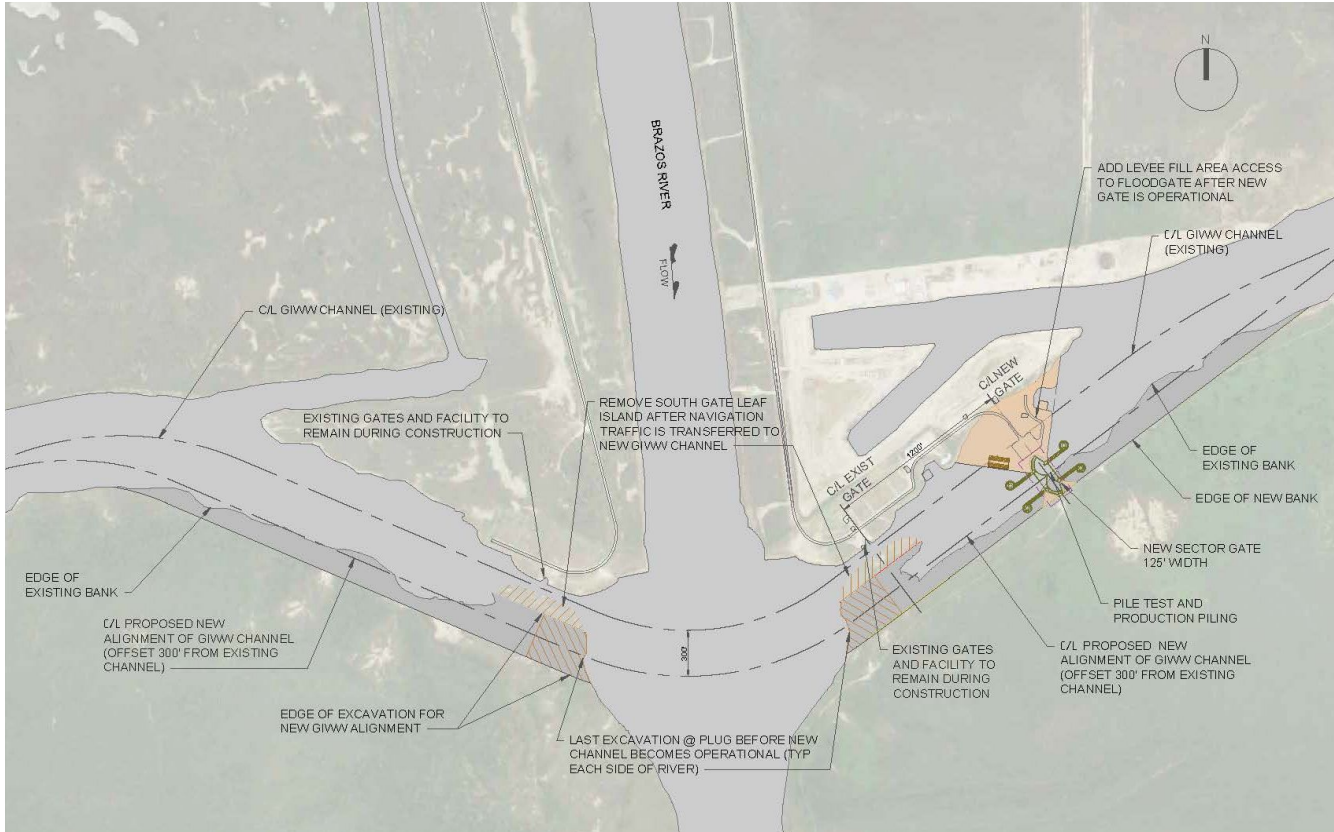 N
BRAZOS RIVER
FLOW
ADD LEVEE FILL AREA ACCESS
TO FLOODGATE AFTER NEW
GATE IS OPERATIONAL
C/L GIWW CHANNEL
(EXISTING)
C/L GIWW CHANNEL (EXISTING)
EXISTING GATES AND FACILITY TO
REMAIN DURING CONSTRUCTION
REMOVE SOUTH GATE LEAF
ISLAND AFTER NAVIGATION
TRAFFIC IS TRANSFERRED TO
NEW GIWW CHANNEL
C/L NEW
GATE
1200'
C/L EXIST
GATE
EDGE OF
EXISTING BANK
EDGE OF NEW BANK
NEW SECTOR GATE
125' WIDTH
PILE TEST AND
PRODUCTION PILING
EDGE OF
EXISTING BANK
C/L PROPOSED NEW
ALIGNMENT OF GIWW CHANNEL
(OFFSET 300' FROM EXISTING
CHANNEL)
300'
EXISTING GATES
AND FACILITY TO
REMAIN DURING
CONSTRUCTION
C/L PROPOSED NEW
ALIGNMENT OF GIWW CHANNEL
(OFFSET 300' FROM EXISTING
CHANNEL)
EDGE OF EXCAVATION FOR
NEW GIWW ALIGNMENT
LAST EXCAVATION @ PLUG BEFORE NEW
CHANNEL BECOMES OPERATIONAL (TYP
EACH SIDE OF RIVER)